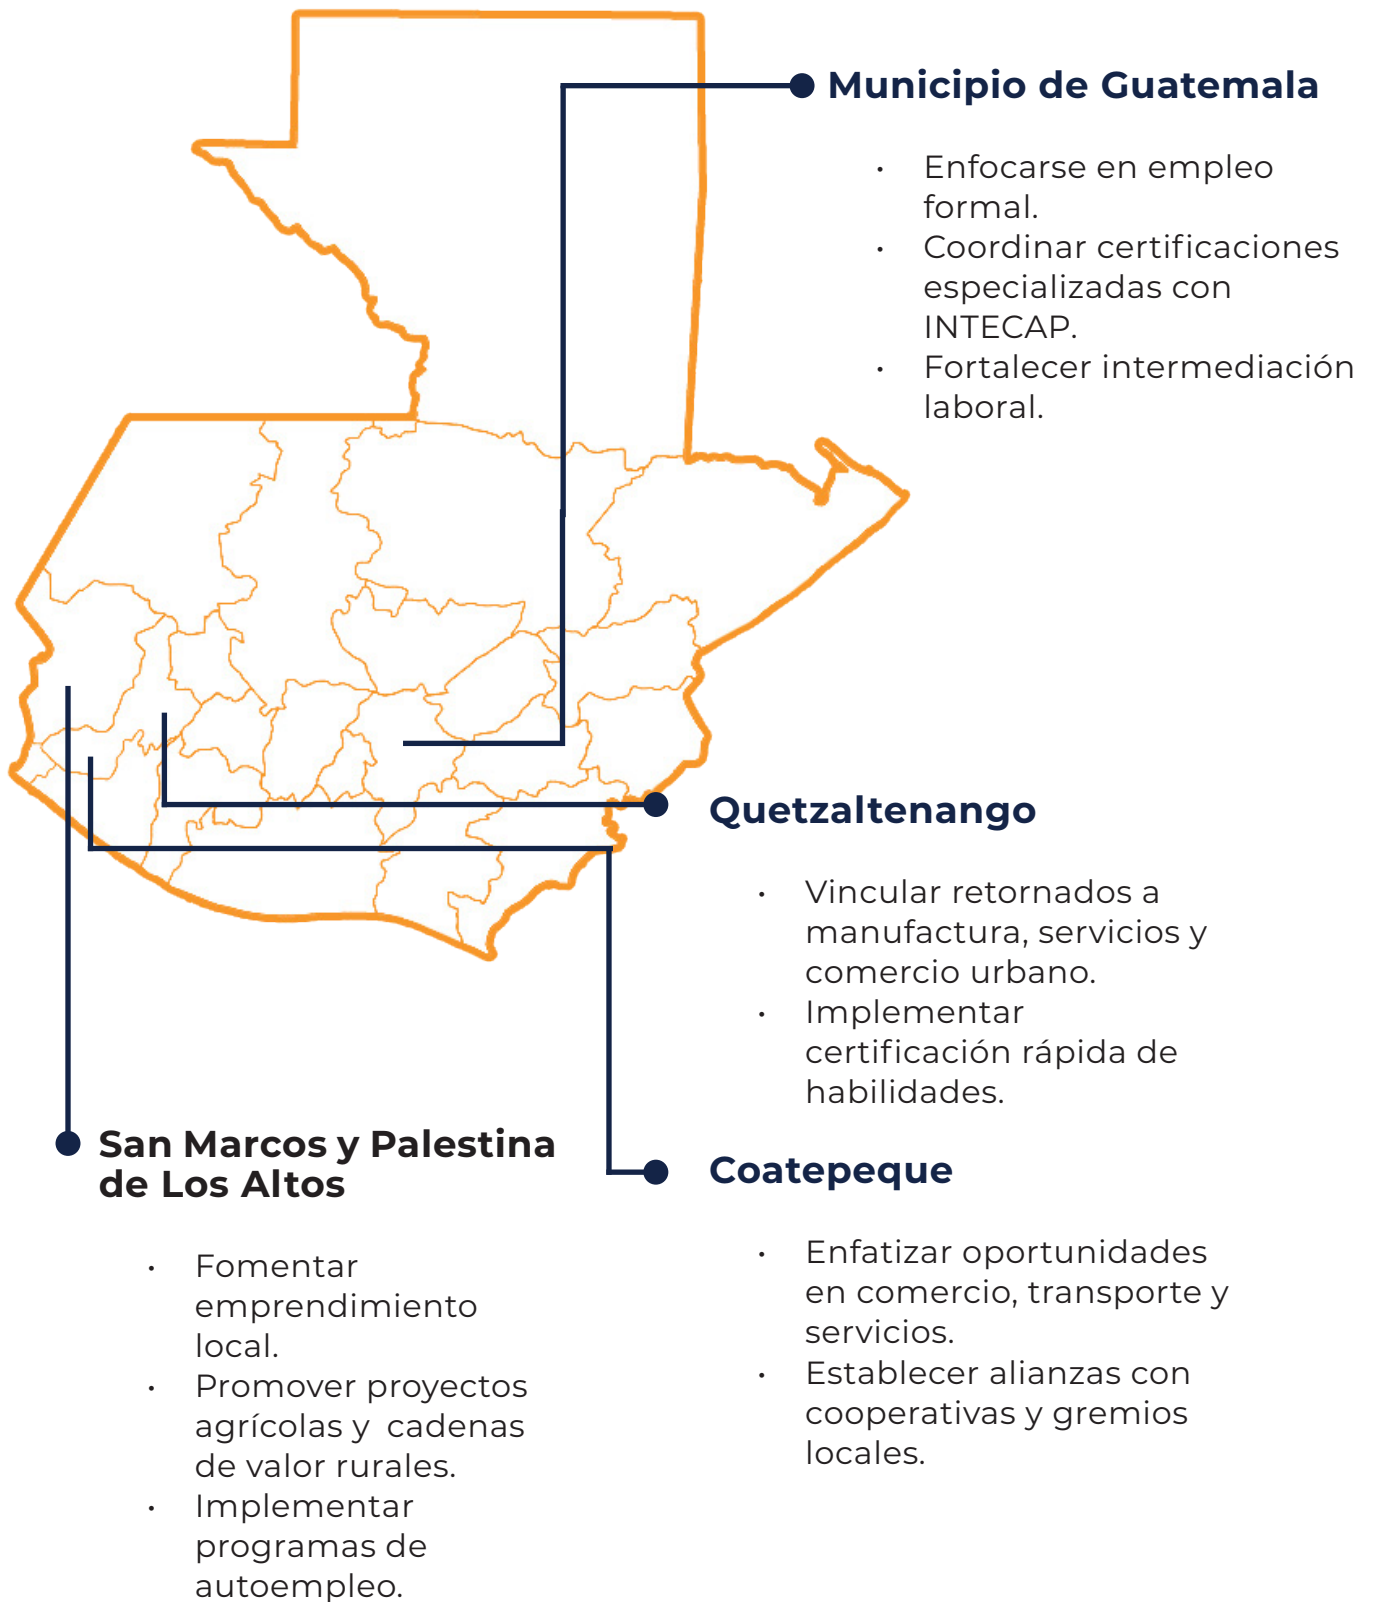 Municipio de Guatemala
• Enfocarse en empleo
formal.
• Coordinar certificaciones
especializadas con
INTECAP.
• Fortalecer intermediación
laboral.
Quetzaltenango
• Vincular retornados a
manufactura, servicios y
comercio urbano.
• Implementar
certificación rápida de
habilidades.
San Marcos y Palestina
de Los Altos
• Fomentar
emprendimiento
local.
• Promover proyectos
agrícolas y cadenas
de valor rurales.
• Implementar
programas de
autoempleo.
Coatepeque
• Enfatizar oportunidades
en comercio, transporte y
servicios.
• Establecer alianzas con
cooperativas y gremios
locales.